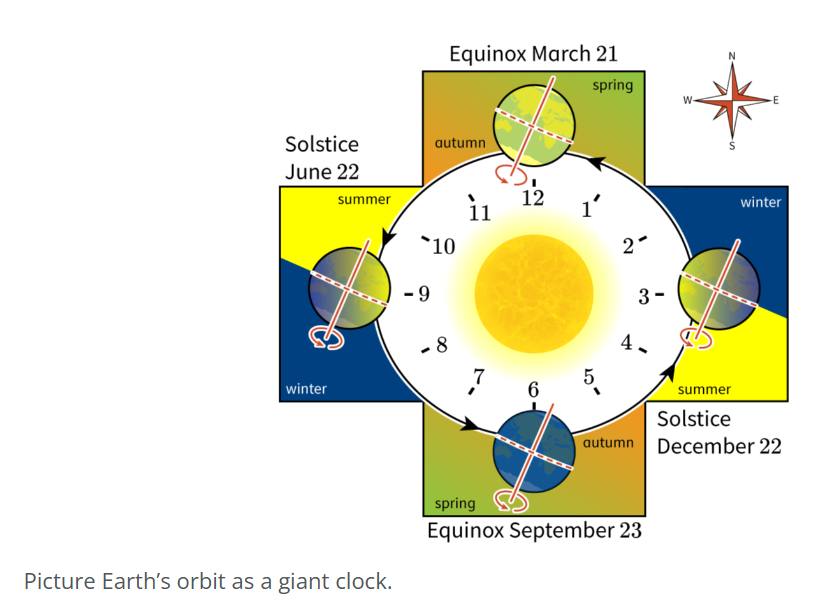 Equinox March 21
spring
autumn
N
W
E
S
Solstice
June 22
summer
winter
winter
summer
Solstice
December 22
12
1
2
3
4
5
6
7
8
9
10
11
autumn
spring
Equinox September 23
Picture Earth’s orbit as a giant clock.